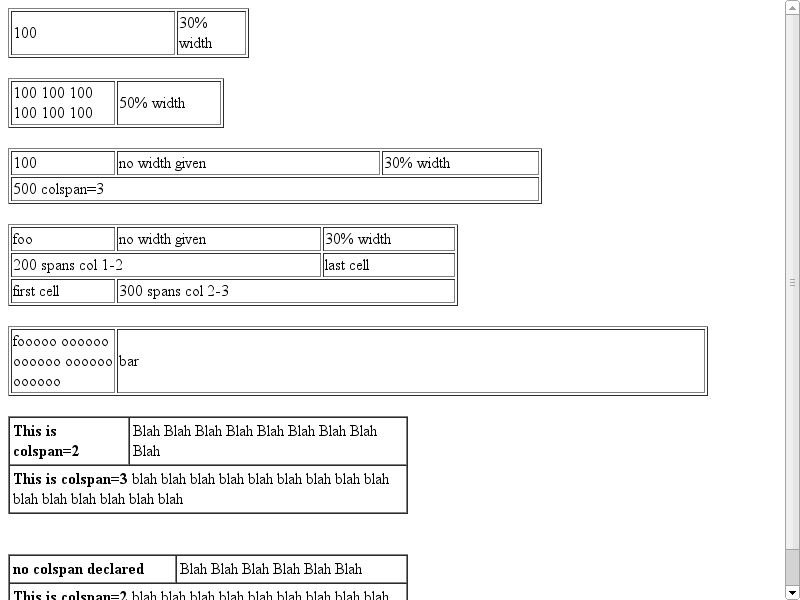 100
30%
width
100 100 100
100 100 100
50% width
100
no width given
30% width
500 colspan=3
foo
no width given
30% width
200 spans col 1-2
last cell
first cell
300 spans col 2-3
fooooo oooooo
oooooo oooooo
oooooo
bar
This is
colspan=2
Blah Blah Blah Blah Blah Blah Blah Blah
Blah
This is colspan=3 blah blah blah blah blah blah blah blah blah
blah blah blah blah blah blah
no colspan declared
Blah Blah Blah Blah Blah Blah
This is colspan=2 blah blah blah blah blah blah blah blah blah